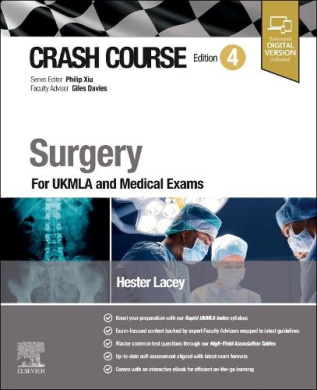 CRASH COURSE Edition 4
Series Editor Philip Xiu
Faculty Advisor Giles Davies
Enhanced
DIGITAL
VERSION
Included
Surgery
For UKMLA and Medical Exams
Hester Lacey
Boost your preparation with our Rapid UKMLA Index syllabus
Exam-focused content backed by expert Faculty Advisors mapped to latest guidelines
Master common test questions through our High-Yield Association Tables
Up-to-date self-assessment aligned with latest exam formats
Comes with an interactive eBook for efficient on-the-go learning
ELSEVIER